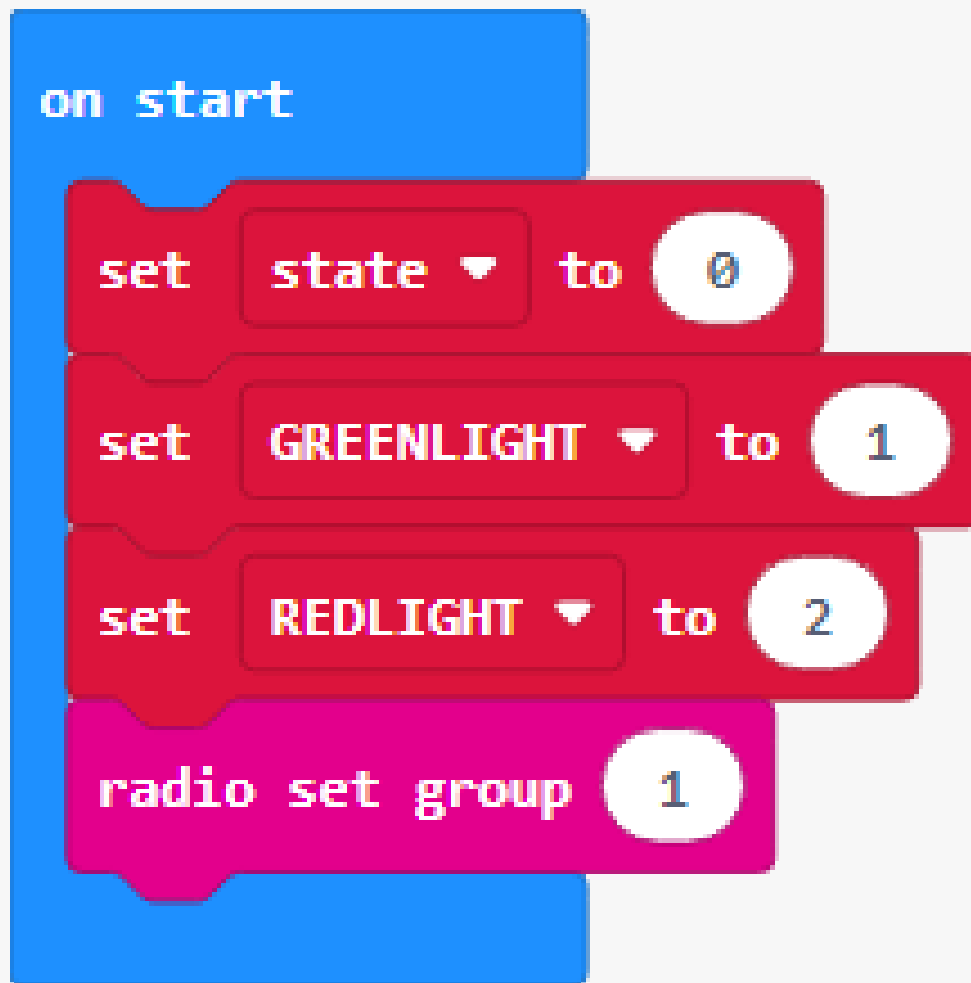 on start
set state to 0
set GREENLIGHT to 1
set REDLIGHT to 2
radio set group 1